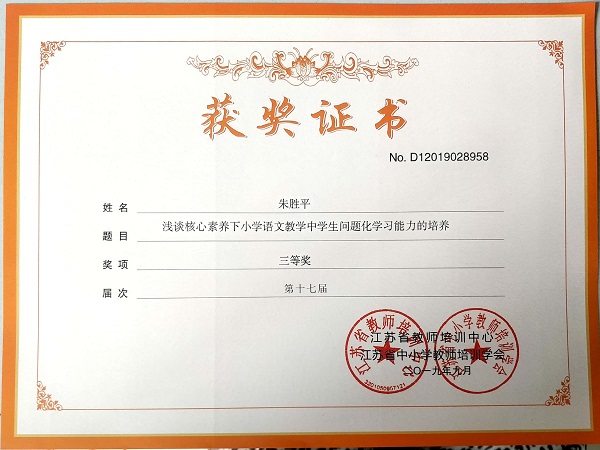 获奖证书
No. D12019028958
姓名 朱胜平
题目 浅谈核心素养下小学语文教学中学生问题化学习能力的培养
奖项 三等奖
届次 第十七届
江苏省教师培训中心
江苏省中小学教师培训学会
二〇一九年九月